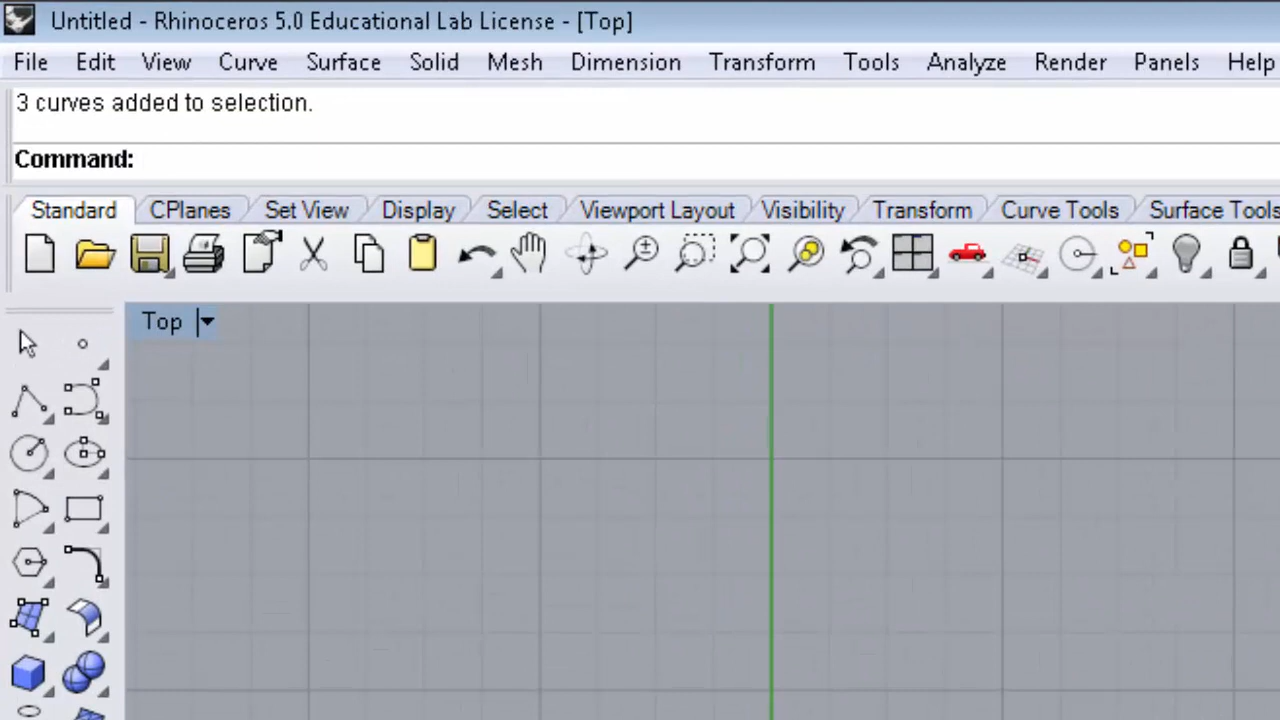 Untitled - Rhinoceros 5.0 Educational Lab License - [Top]
File Edit View Curve Surface Solid Mesh Dimension Transform Tools Analyze Render Panels Help
3 curves added to selection.
Command:
Standard CPlanes Set View Display Select Viewport Layout Visibility Transform Curve Tools Surface Tools
Top